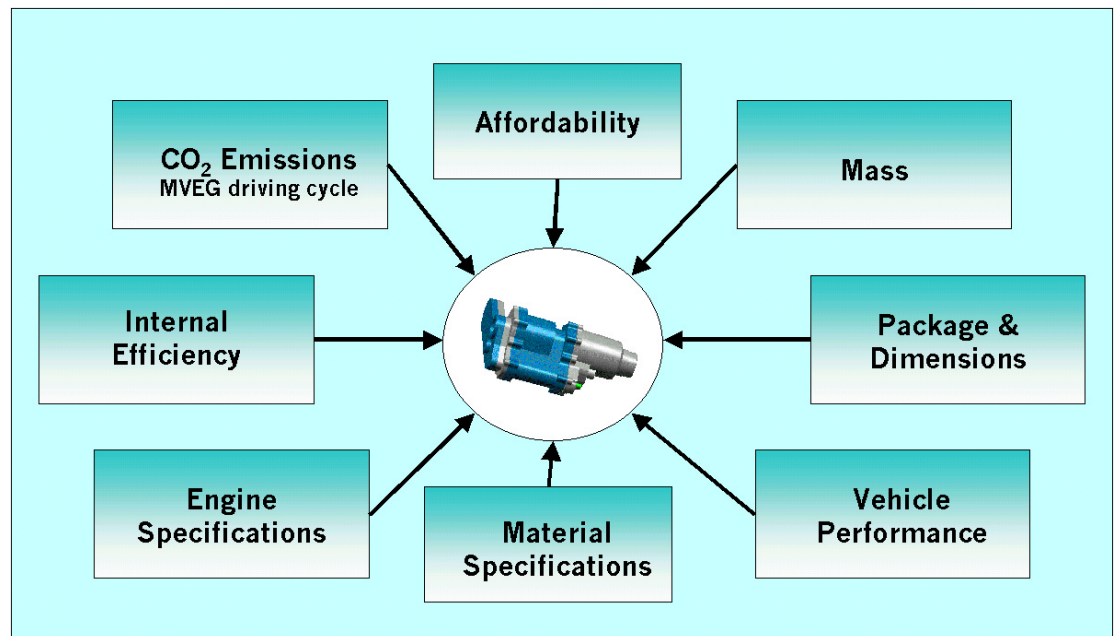 Affordability
CO₂ Emissions
MVEG driving cycle
Mass
Internal
Efficiency
Package &
Dimensions
Engine
Specifications
Material
Specifications
Vehicle
Performance